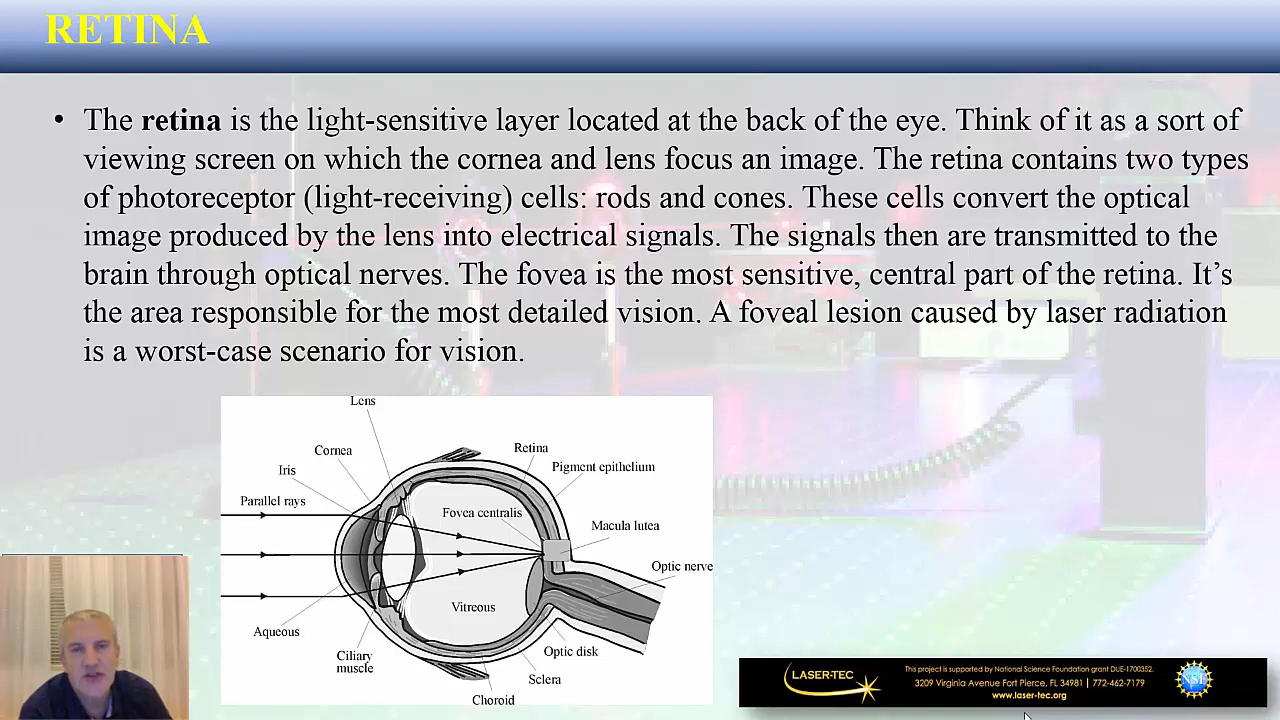 RETINA
• The retina is the light-sensitive layer located at the back of the eye. Think of it as a sort of
viewing screen on which the cornea and lens focus an image. The retina contains two types
of photoreceptor (light-receiving) cells: rods and cones. These cells convert the optical
image produced by the lens into electrical signals. The signals then are transmitted to the
brain through optical nerves. The fovea is the most sensitive, central part of the retina. It’s
the area responsible for the most detailed vision. A foveal lesion caused by laser radiation
is a worst-case scenario for vision.
Lens
Cornea
Retina
Iris
Pigment epithelium
Parallel rays
Fovea centralis
Macula lutea
Optic nerve
Vitreous
Aqueous
Optic disk
Ciliary
muscle
Sclera
Choroid
LASER-TEC
This project is supported by National Science Foundation grant DUE-1700352.
3209 Virginia Avenue Fort Pierce, FL 34981 | 772-462-7179
www.laser-tec.org
NSF